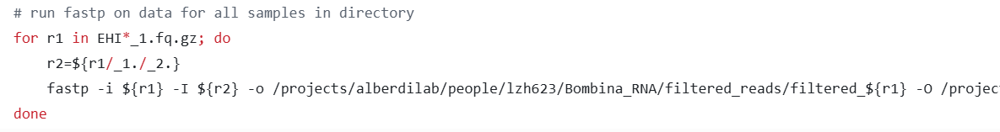 # run fastp on data for all samples in directory
for r1 in EHI*_1.fq.gz; do
    r2=${r1/_1./_2.}
    fastp -i ${r1} -I ${r2} -o /projects/alberdilab/people/lzh623/Bombina_RNA/filtered_reads/filtered_${r1} -O /projec
done